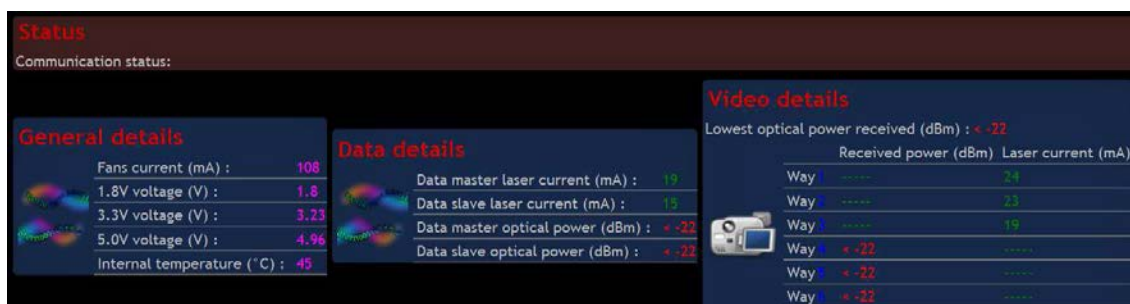 Status
Communication status:
General details
Fans current (mA) : 108
1.8V voltage (V) : 1.8
3.3V voltage (V) : 3.23
5.0V voltage (V) : 4.96
Internal temperature (°C) : 45
Data details
Data master laser current (mA) : 19
Data slave laser current (mA) : 15
Data master optical power (dBm) : < -22
Data slave optical power (dBm) : < -22
Video details
Lowest optical power received (dBm) : < -22
Received power (dBm) Laser current (mA)
Way 1 ----- 24
Way 2 ----- 23
Way 3 ----- 19
Way 4 < -22 -----
Way < -22 -----
Way < -22 -----